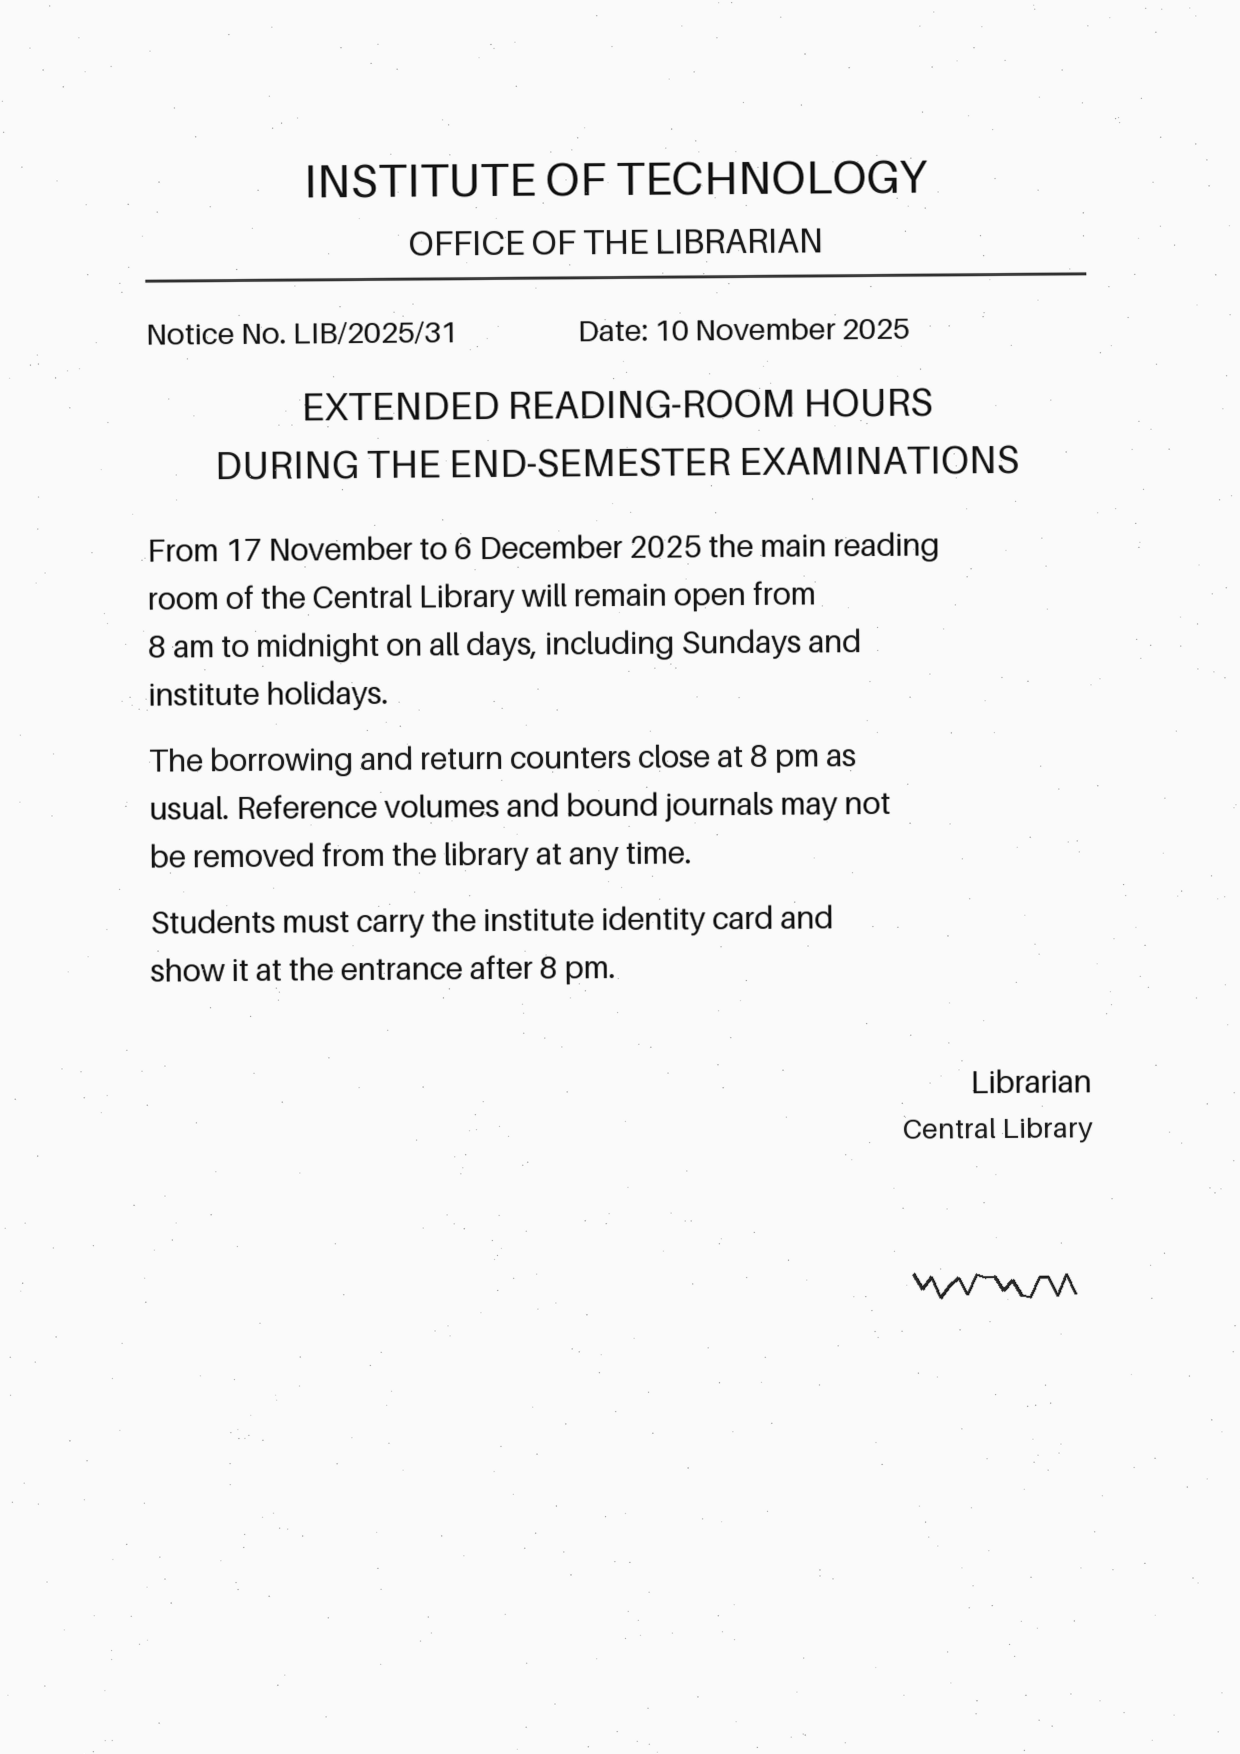 INSTITUTE OF TECHNOLOGY
OFFICE OF THE LIBRARIAN
Notice No. LIB/2025/31 Date: 10 November 2025
EXTENDED READING-ROOM HOURS
DURING THE END-SEMESTER EXAMINATIONS
From 17 November to 6 December 2025 the main reading
room of the Central Library will remain open from
8 am to midnight on all days, including Sundays and
institute holidays.
The borrowing and return counters close at 8 pm as
usual. Reference volumes and bound journals may not
be removed from the library at any time.
Students must carry the institute identity card and
show it at the entrance after 8 pm.
Librarian
Central Library